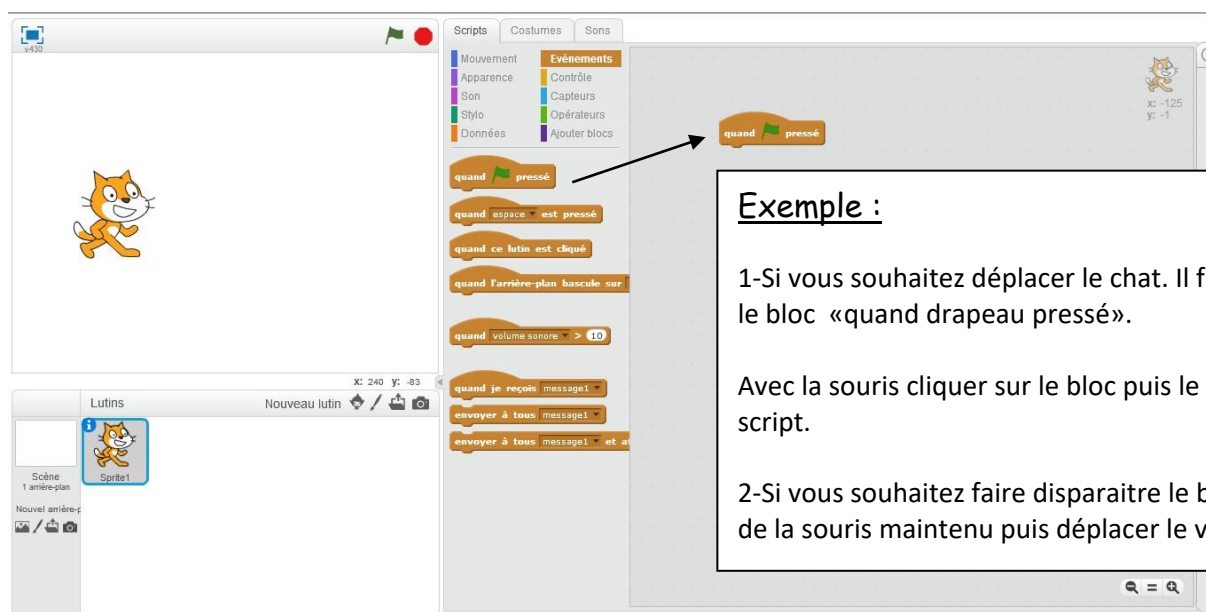 v430
Scripts Costumes Sons
Mouvement Evènements
Apparence Contrôle
Son Capteurs
Stylo Opérateurs
Données Ajouter blocs
quand pressé
quand espace est pressé
quand ce lutin est cliqué
quand l'arrière-plan bascule sur
quand volume sonore > 10
quand je reçois message1
envoyer à tous message1
envoyer à tous message1 et
quand pressé
x: -125
y: -1
Exemple :
1-Si vous souhaitez déplacer le chat. Il
le bloc «quand drapeau pressé».
Avec la souris cliquer sur le bloc puis le
script.
2-Si vous souhaitez faire disparaitre le
de la souris maintenu puis déplacer le
X: 240 y: -83
Lutins Nouveau lutin
Scène
1 arrière-plan
Sprite1
Nouvel